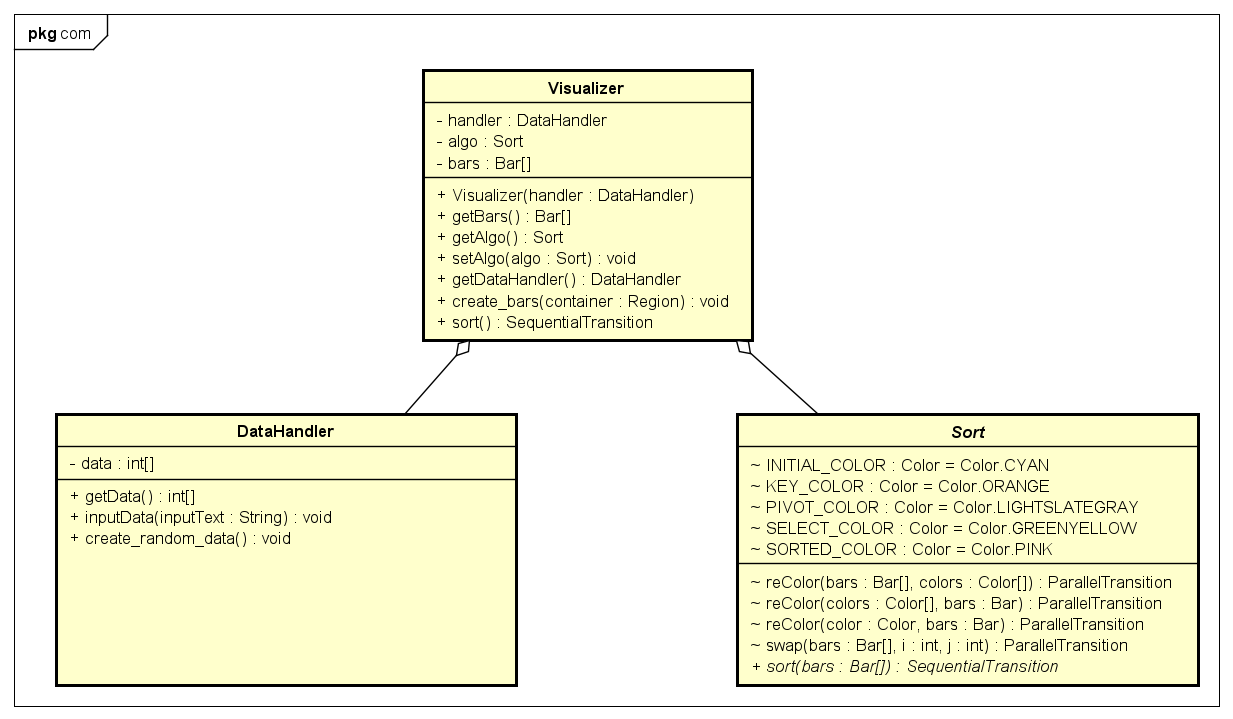 pkg com
Visualizer
- handler : DataHandler
- algo : Sort
- bars : Bar[]
+ Visualizer(handler : DataHandler)
+ getBars() : Bar[]
+ getAlgo() : Sort
+ setAlgo(algo : Sort) : void
+ getDataHandler() : DataHandler
+ create_bars(container : Region) : void
+ sort() : SequentialTransition
DataHandler
- data : int[]
+ getData() : int[]
+ inputData(inputText : String) : void
+ create_random_data() : void
Sort
~ INITIAL_COLOR : Color = Color.CYAN
~ KEY_COLOR : Color = Color.ORANGE
~ PIVOT_COLOR : Color = Color.LIGHTSLATEGRAY
~ SELECT_COLOR : Color = Color.GREENYELLOW
~ SORTED_COLOR : Color = Color.PINK
~ reColor(bars : Bar[], colors : Color[]) : ParallelTransition
~ reColor(colors : Color[], bars : Bar) : ParallelTransition
~ reColor(color : Color, bars : Bar) : ParallelTransition
~ swap(bars : Bar[], i : int, j : int) : ParallelTransition
+ sort(bars : Bar[]) : SequentialTransition